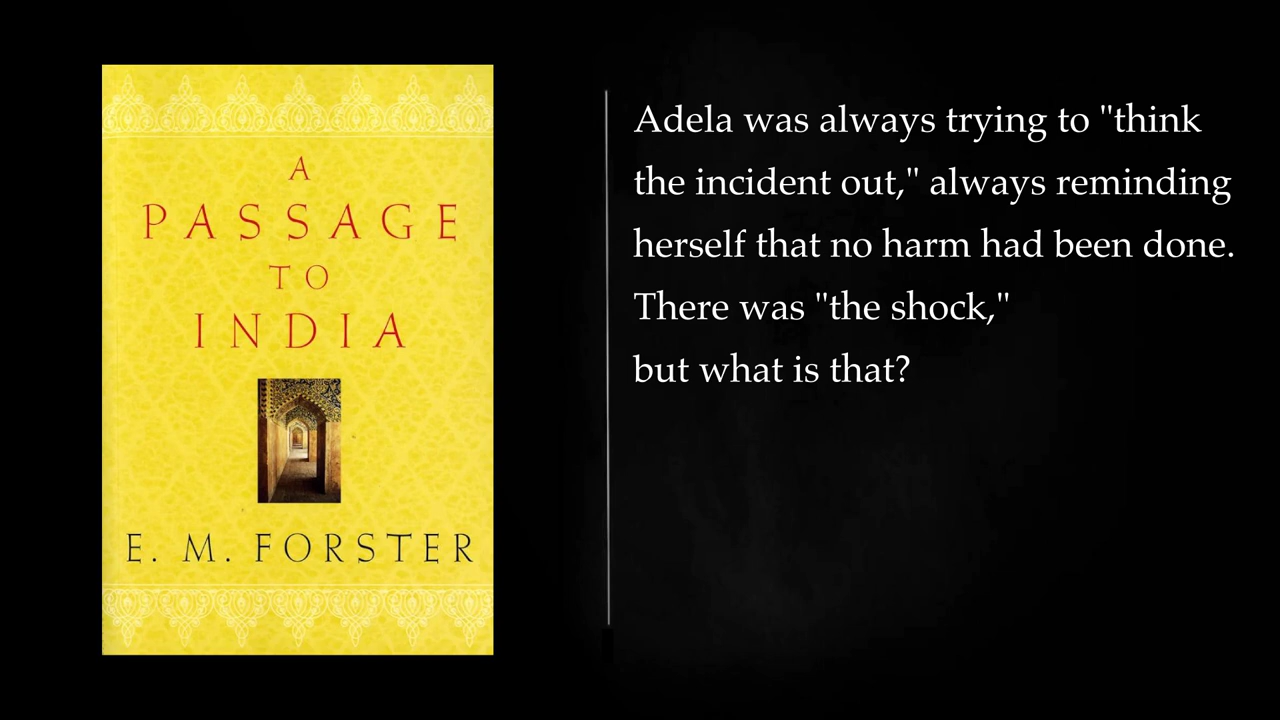 A
PASSAGE
TO
INDIA
E. M. FORSTER
Adela was always trying to "think
the incident out," always reminding
herself that no harm had been done.
There was "the shock,"
but what is that?